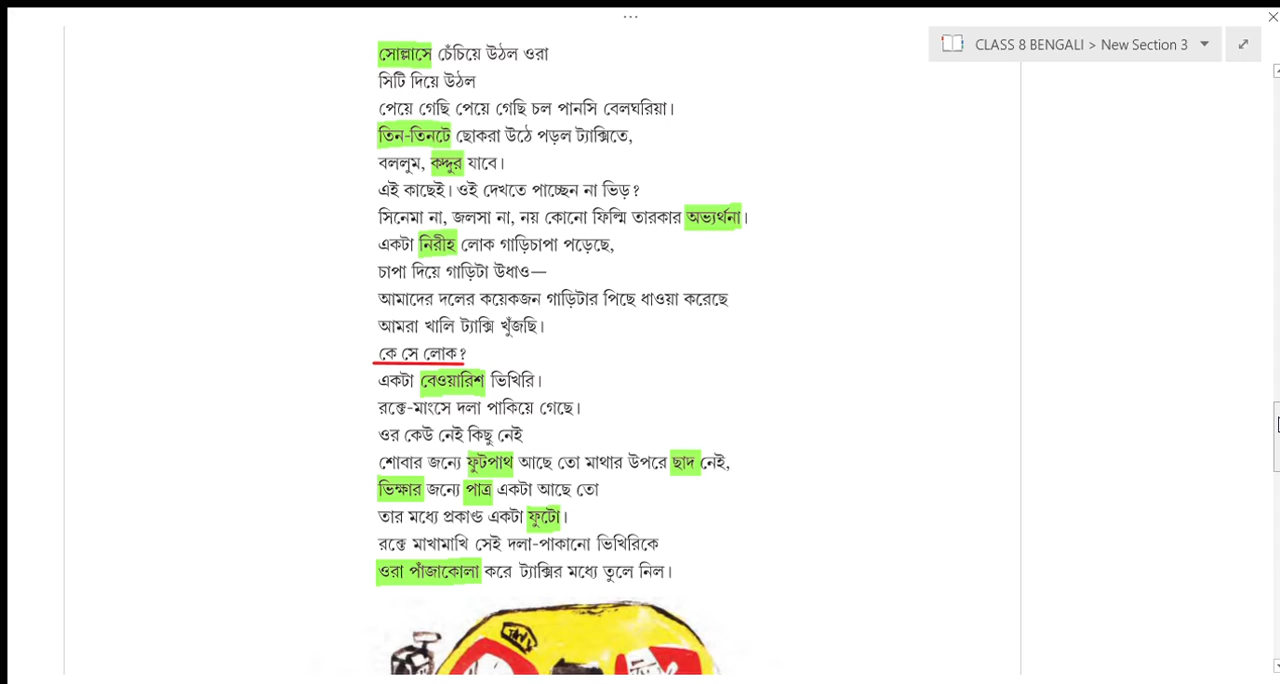 CLASS 8 BENGALI > New Section 3
সোল্লাসে চেঁচিয়ে উঠল ওরা
সিটি দিয়ে উঠল
পেয়ে গেছি পেয়ে গেছি চল পানসি বেলঘরিয়া।
তিন-তিনটে ছোকরা উঠে পড়ল ট্যাক্সিতে,
বললুম, কদ্দুর যাবে।
এই কাছেই। ওই দেখতে পাচ্ছেন না ভিড়?
সিনেমা না, জলসা না, নয় কোনো ফিল্মি তারকার অভ্যর্থনা।
একটা নিরীহ লোক গাড়িচাপা পড়েছে,
চাপা দিয়ে গাড়িটা উধাও—
আমাদের দলের কয়েকজন গাড়িটার পিছে ধাওয়া করেছে
আমরা খালি ট্যাক্সি খুঁজছি।
কে সে লোক?
একটা বেওয়ারিশ ভিখিরি।
রক্তে-মাংসে দলা পাকিয়ে গেছে।
ওর কেউ নেই কিছু নেই
শোবার জন্যে ফুটপাথ আছে তো মাথার উপরে ছাদ নেই,
ভিক্ষার জন্যে পাত্র একটা আছে তো
তার মধ্যে প্রকাণ্ড একটা ফুটো।
রক্তে মাখামাখি সেই দলা-পাকানো ভিখিরিকে
ওরা পাঁজাকোলা করে ট্যাক্সির মধ্যে তুলে নিল।